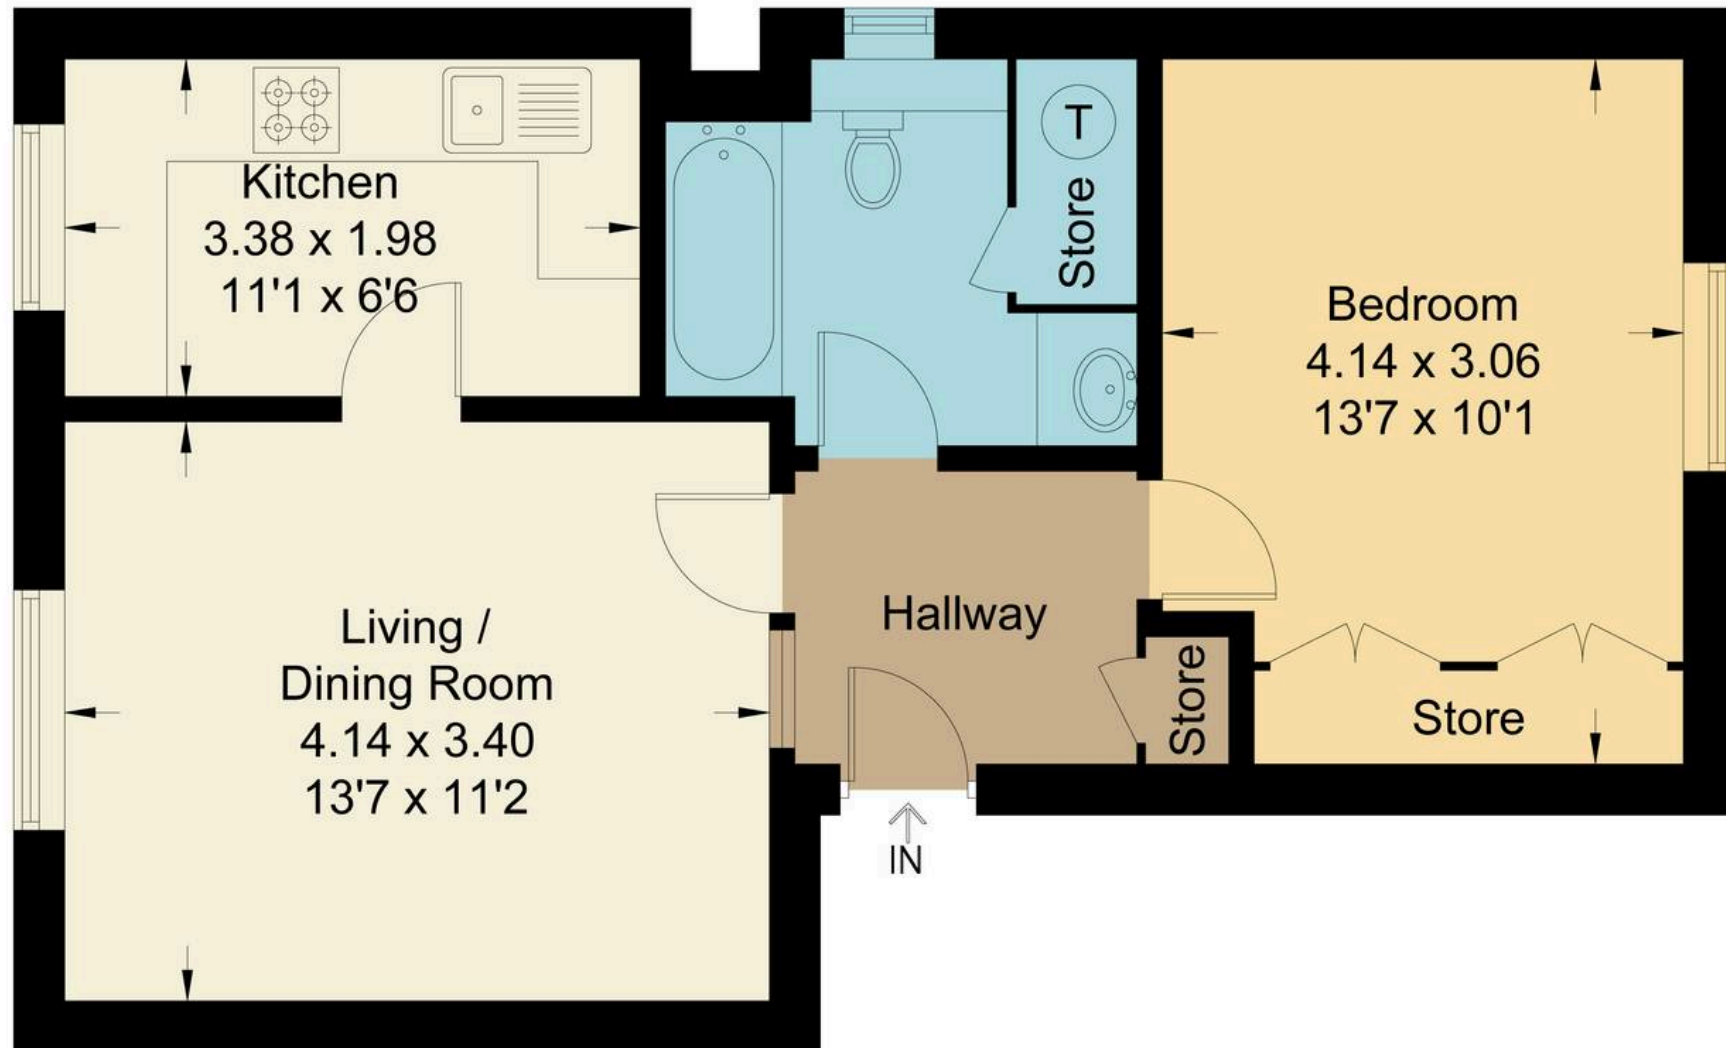 Kitchen
3.38 x 1.98
11'1 x 6'6
T
Store
Bedroom
4.14 x 3.06
13'7 x 10'1
Living /
Dining Room
4.14 x 3.40
13'7 x 11'2
Hallway
Store
Store
IN